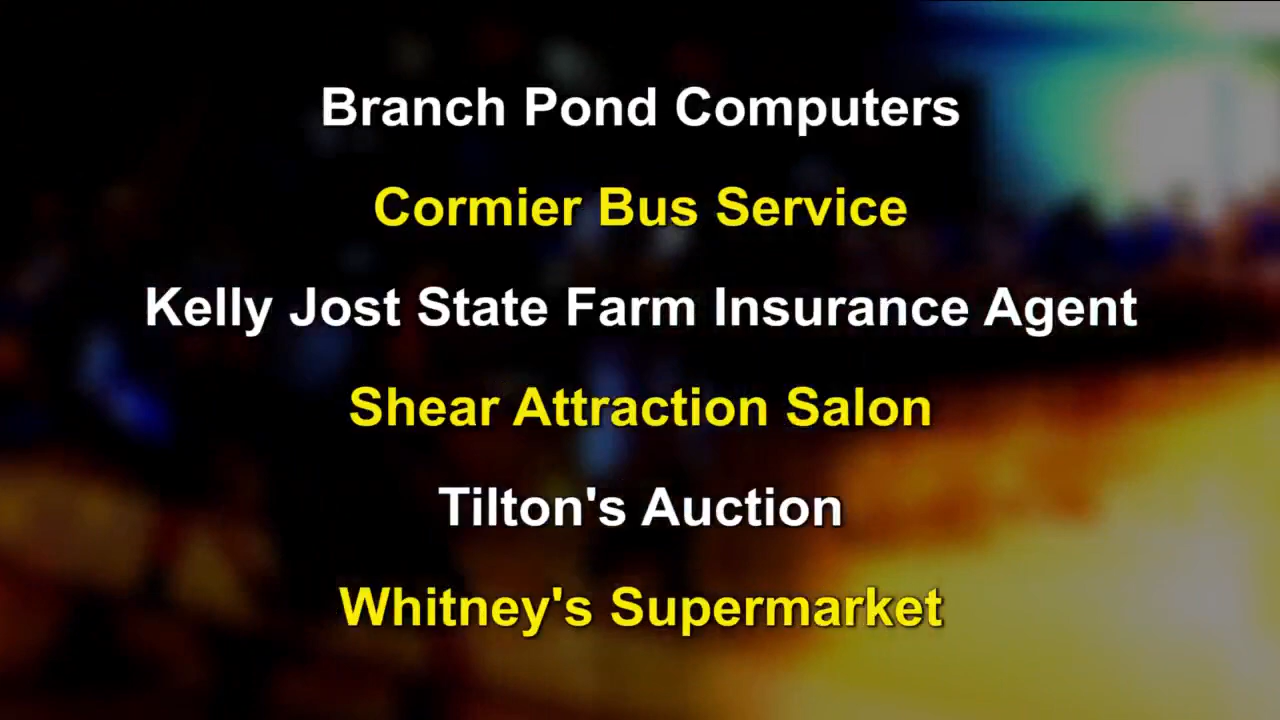 Branch Pond Computers
Cormier Bus Service
Kelly Jost State Farm Insurance Agent
Shear Attraction Salon
Tilton's Auction
Whitney's Supermarket